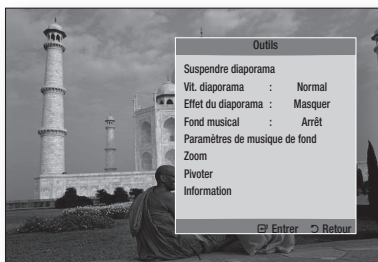 Outils
Suspendre diaporama
Vit. diaporama : Normal
Effet du diaporama : Masquer
Fond musical : Arrêt
Paramètres de musique de fond
Zoom
Pivoter
Information
Entrer Retour